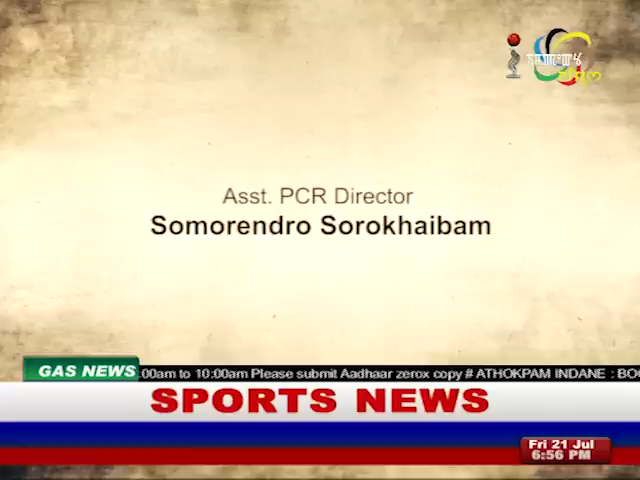 Asst. PCR Director
Somorendro Sorokhaibam
GAS NEWS
:00am to 10:00am Please submit Aadhaar zerox copy # ATHOKPAM INDANE : BO
SPORTS NEWS
Fri 21 Jul
6:56 PM